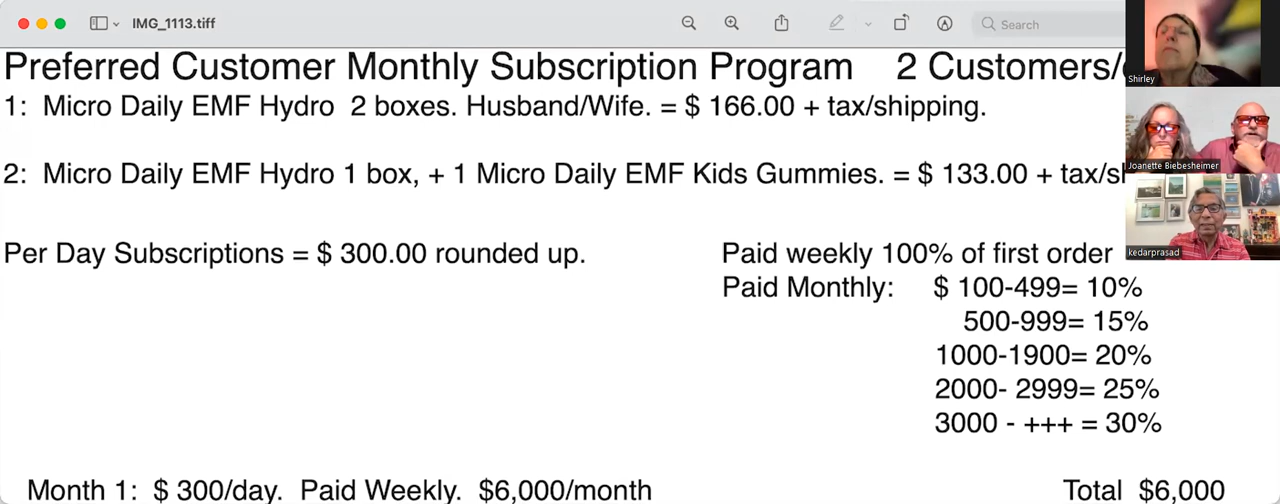 IMG_1113.tiff
Search
Preferred Customer Monthly Subscription Program 2 Customers/
1: Micro Daily EMF Hydro 2 boxes. Husband/Wife. = $ 166.00 + tax/shipping.
2: Micro Daily EMF Hydro 1 box, + 1 Micro Daily EMF Kids Gummies. = $ 133.00 + tax/sh
Per Day Subscriptions = $ 300.00 rounded up.
Paid weekly 100% of first order
Paid Monthly: $ 100-499= 10%
500-999= 15%
1000-1900= 20%
2000- 2999= 25%
3000 - +++ = 30%
Month 1: $ 300/day. Paid Weekly. $6,000/month Total $6,000
Shirley
Joanette Biebesheimer
kedarprasad